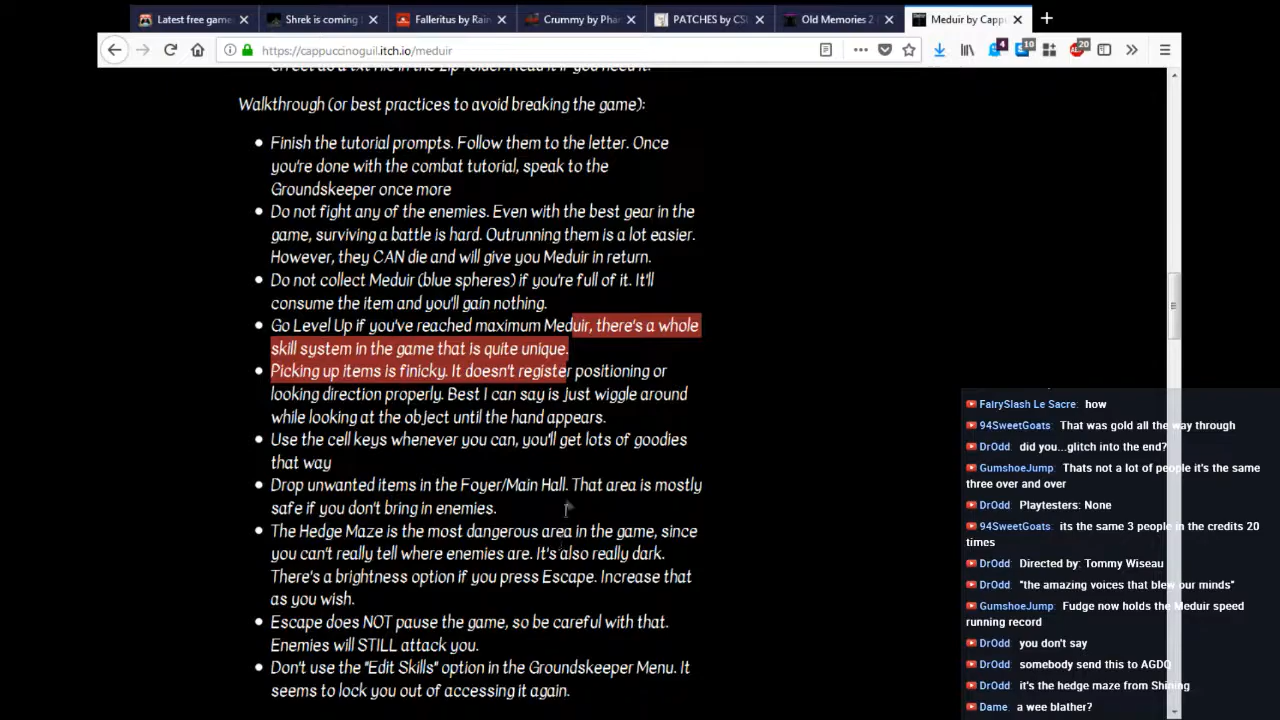 Latest free game
Shrek is coming
Falleritus by Rain
Crummy by Phar
PATCHES by CS
Old Memories 2
Meduir by Capp
https://cappuccinoguil.itch.io/meduir
4
10
20
Walkthrough (or best practices to avoid breaking the game):
Finish the tutorial prompts. Follow them to the letter. Once
you're done with the combat tutorial, speak to the
Groundskeeper once more
Do not fight any of the enemies. Even with the best gear in the
game, surviving a battle is hard. Outrunning them is a lot easier.
However, they CAN die and will give you Meduir in return.
Do not collect Meduir (blue spheres) if you're full of it. It'll
consume the item and you'll gain nothing.
Go Level Up if you've reached maximum Meduir, there's a whole
skill system in the game that is quite unique.
Picking up items is finicky. It doesn't register positioning or
looking direction properly. Best I can say is just wiggle around
while looking at the object until the hand appears.
Use the cell keys whenever you can, you'll get lots of goodies
that way
Drop unwanted items in the Foyer/Main Hall. That area is mostly
safe if you don't bring in enemies.
The Hedge Maze is the most dangerous area in the game, since
you can't really tell where enemies are. It's also really dark.
There's a brightness option if you press Escape. Increase that
as you wish.
Escape does NOT pause the game, so be careful with that.
Enemies will STILL attack you.
Don't use the "Edit Skills" option in the Groundskeeper Menu. It
seems to lock you out of accessing it again.
FairySlash Le Sacre: how
94SweetGoats: That was gold all the way through
DrOdd: did you...glitch into the end?
GumshoeJump: Thats not a lot of people it's the same
three over and over
DrOdd: Playtesters: None
94SweetGoats: its the same 3 people in the credits 20
times
DrOdd: Directed by: Tommy Wiseau
DrOdd: "the amazing voices that blew our minds"
GumshoeJump: Fudge now holds the Meduir speed
running record
DrOdd: you don't say
DrOdd: somebody send this to AGDQ
DrOdd: it's the hedge maze from Shining
Dame: a wee blather?